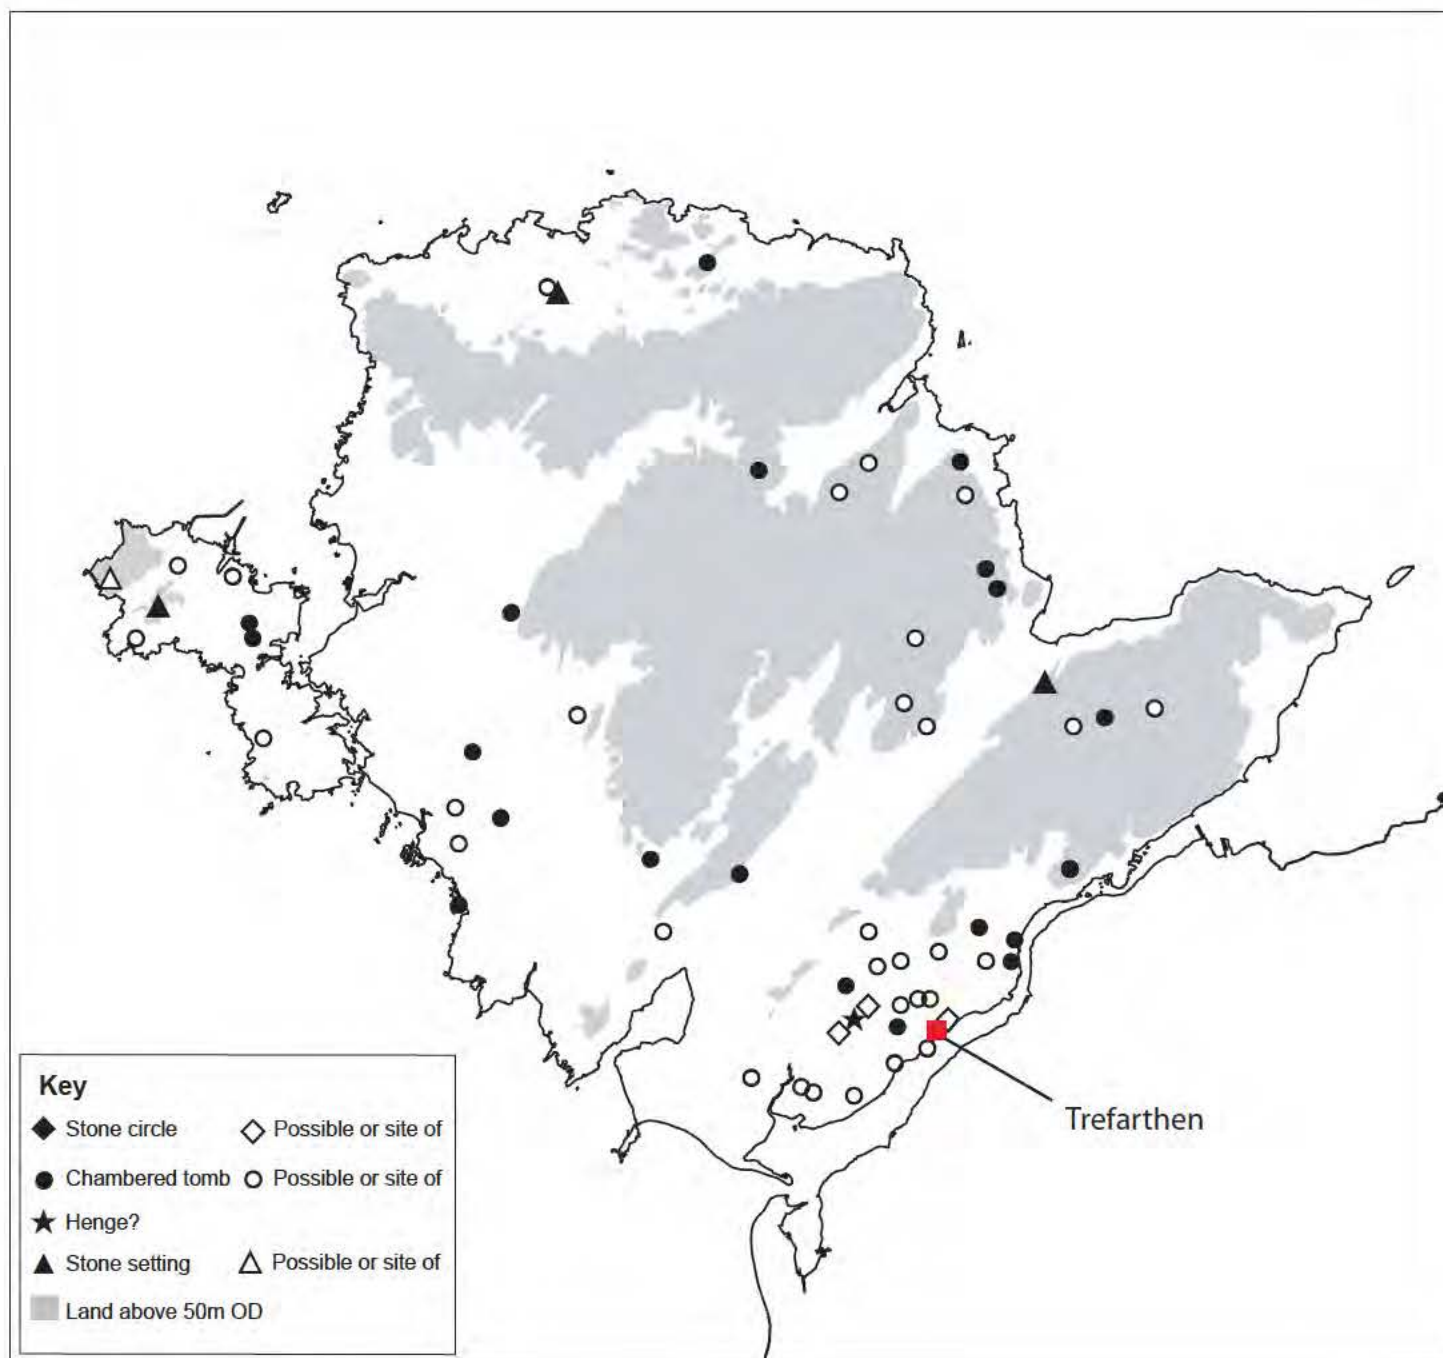 Trefarthen
Key
Stone circle Possible or site of
Chambered tomb Possible or site of
Henge?
Stone setting Possible or site of
Land above 50m OD